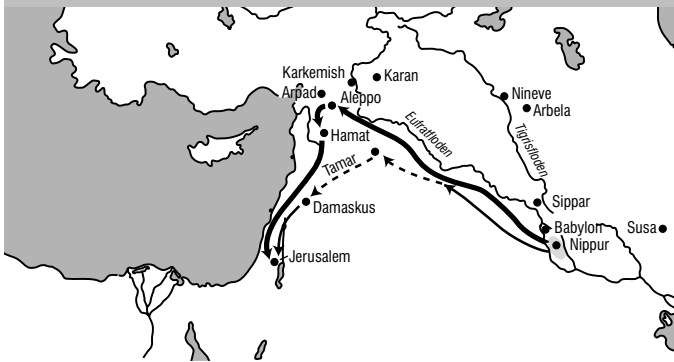 Karkemish
Karan
Arpad
Aleppo
Nineve
Arbela
Eufratfloden
Tigrisfloden
Hamat
Tamar
Damaskus
Sippar
Babylon
Susa
Nippur
Jerusalem